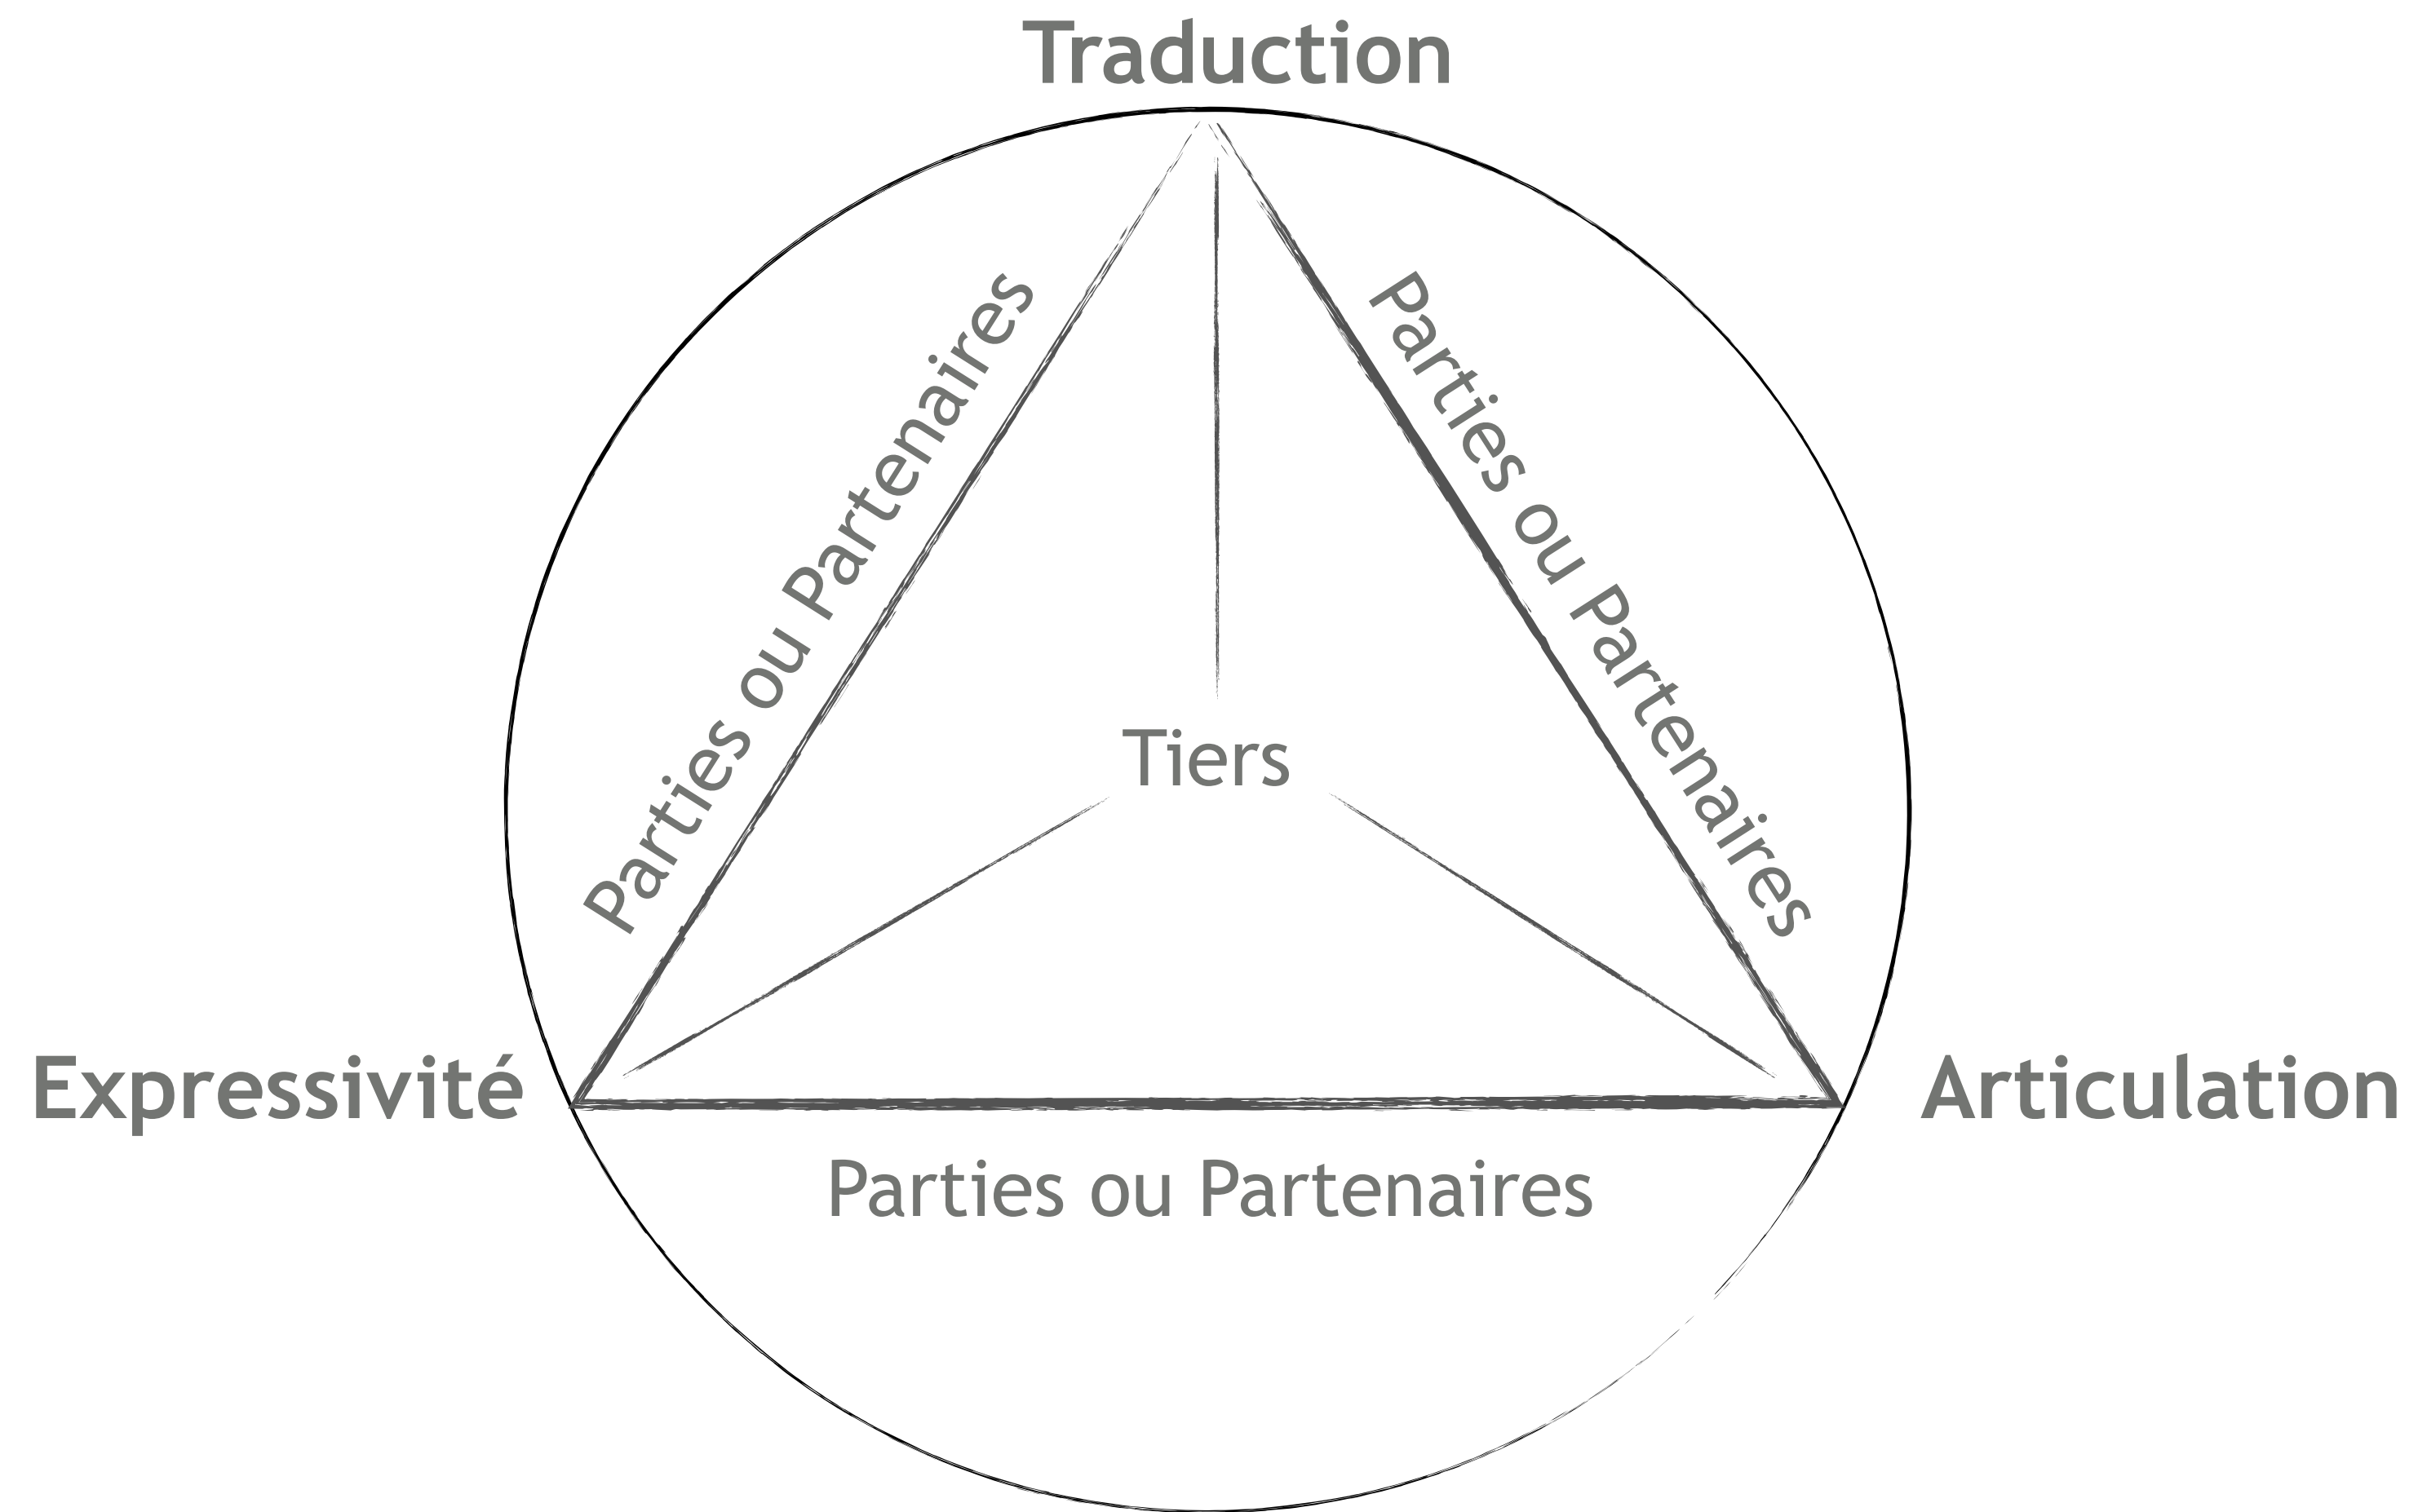 Traduction
Parties ou Partenaires
Parties ou Partenaires
Tiers
Expressivité
Articulation
Parties ou Partenaires